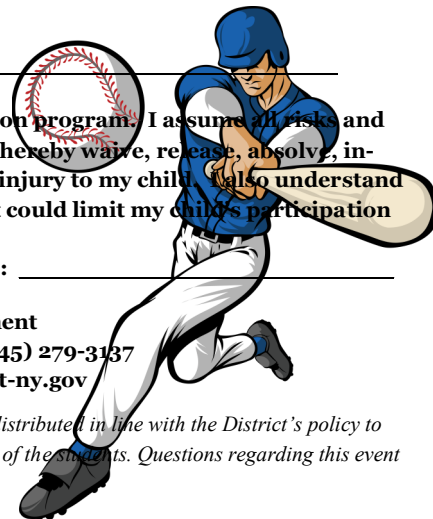 on program. I assume all risks and
hereby waive, release, absolve, in-
injury to my child. I also understand
t could limit my child's participation
:
nent
45) 279-3137
t-ny.gov
distributed in line with the District's policy to
of the students. Questions regarding this event